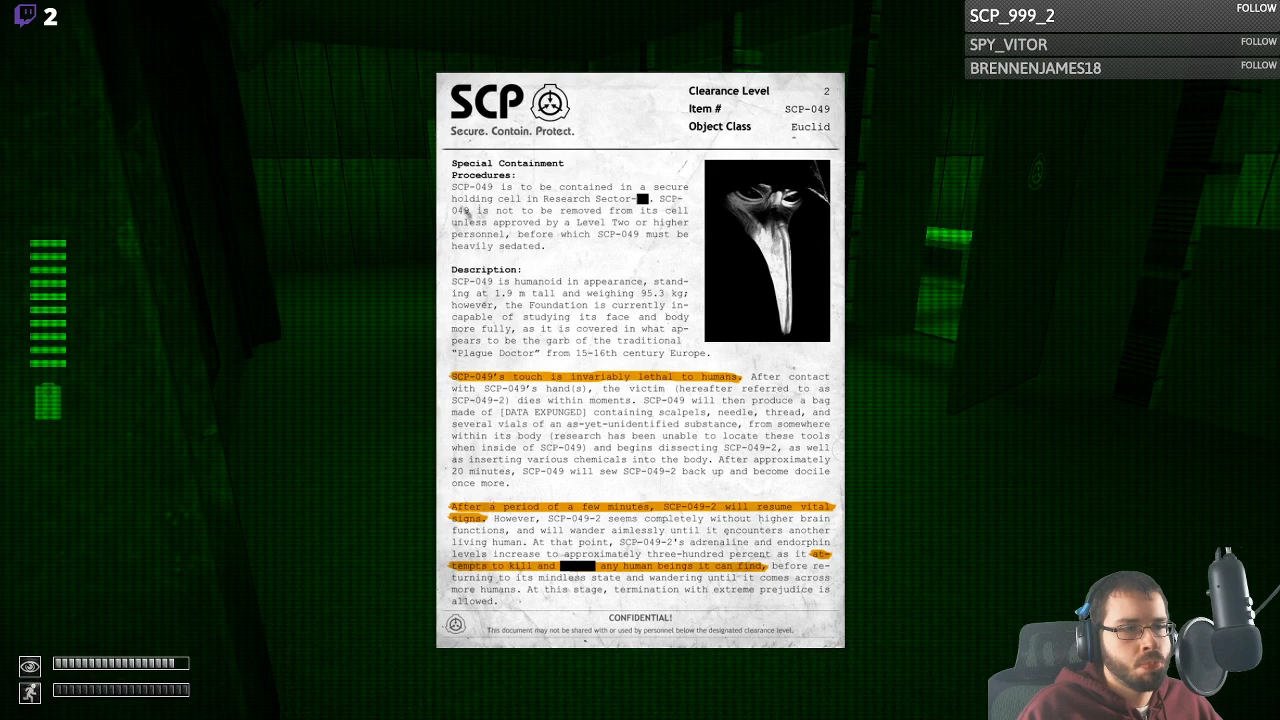 2
SCP_999_2 FOLLOW
SPY_VITOR FOLLOW
BRENNENJAMES18 FOLLOW
SCP
Secure. Contain. Protect.
Clearance Level 2
Item # SCP-049
Object Class Euclid
Special Containment
Procedures:
SCP-049 is to be contained in a secure
holding cell in Research Sector-. SCP-
049 is not to be removed from its cell
unless approved by a Level Two or higher
personnel, before which SCP-049 must be
heavily sedated.
Description:
SCP-049 is humanoid in appearance, stand-
ing at 1.9 m tall and weighing 95.3 kg;
however, the Foundation is currently in-
capable of studying its face and body
more fully, as it is covered in what ap-
pears to be the garb of the traditional
“Plague Doctor” from 15-16th century Europe.
SCP-049's touch is invariably lethal to humans. After contact
with SCP-049's hand(s), the victim (hereafter referred to as
SCP-049-2) dies within moments. SCP-049 will then produce a bag
made of [DATA EXPUNGED] containing scalpels, needle, thread, and
several vials of an as-yet-unidentified substance, from somewhere
within its body (research has been unable to locate these tools
when inside of SCP-049) and begins dissecting SCP-049-2, as well
as inserting various chemicals into the body. After approximately
20 minutes, SCP-049 will sew SCP-049-2 back up and become docile
once more.
After a period of a few minutes, SCP-049-2 will resume vital
signs. However, SCP-049-2 seems completely without higher brain
functions, and will wander aimlessly until it encounters another
living human. At that point, SCP-049-2's adrenaline and endorphin
levels increase to approximately three-hundred percent as it at-
tempts to kill and any human beings it can find, before re-
turning to its mindless state and wandering until it comes across
more humans. At this stage, termination with extreme prejudice is
allowed.
CONFIDENTIAL!
This document may not be shared with or used by personnel below the designated clearance level.